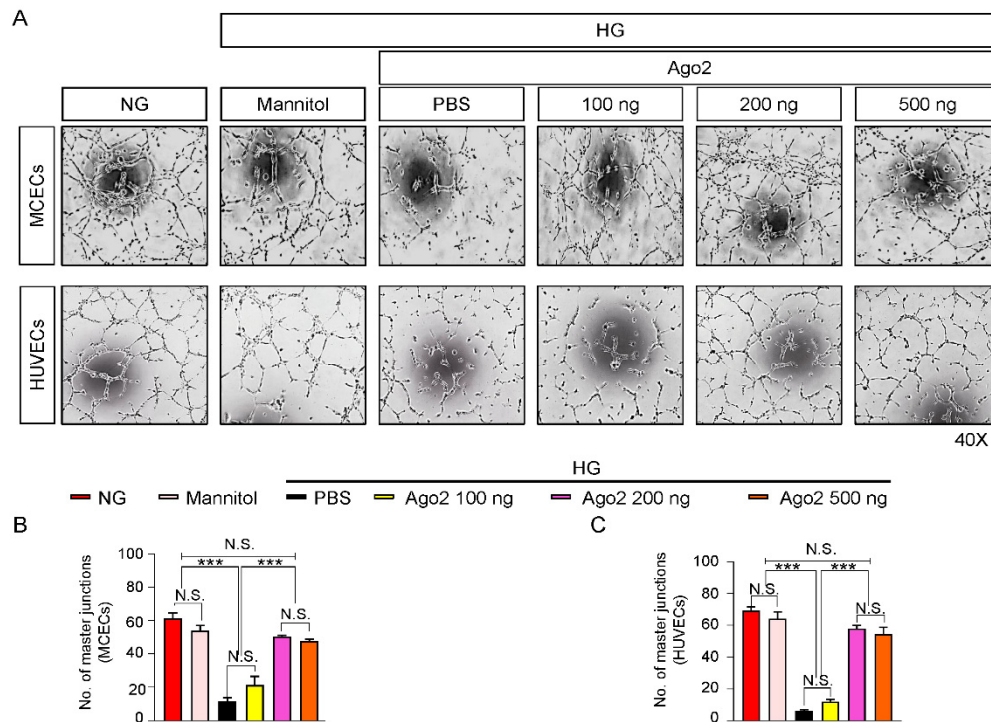 A
HG
Ago2
NG
Mannitol
PBS
100 ng
200 ng
500 ng
MCECs
HUVECs
40X
HG
NG
Mannitol
PBS
Ago2 100 ng
Ago2 200 ng
Ago2 500 ng
B
No. of master junctions
(MCECs)
100
80
60
40
20
0
N.S.
***
***
N.S.
N.S.
N.S.
C
No. of master junctions
(HUVECs)
100
80
60
40
20
0
N.S.
***
***
N.S.
N.S.
N.S.